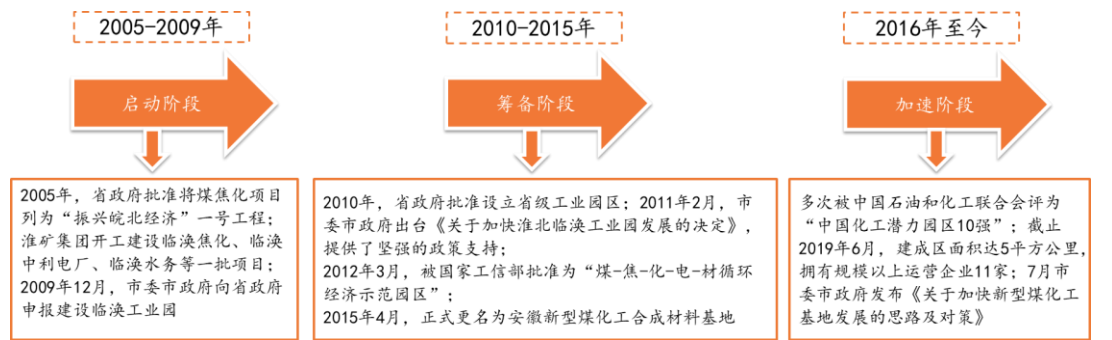 2005-2009年
启动阶段
2005年，省政府批准将煤焦化项目
列为“振兴皖北经济”一号工程；
淮矿集团开工建设临涣焦化、临涣
中利电厂、临涣水务等一批项目；
2009年12月，市委市政府向省政府
申报建设临涣工业园
2010-2015年
筹备阶段
2010年，省政府批准设立省级工业园区；2011年2月，市
委市政府出台《关于加快淮北临涣工业园发展的决定》，
提供了坚强的政策支持；
2012年3月，被国家工信部批准为“煤-焦-化-电-材循环
经济示范园区”；
2015年4月，正式更名为安徽新型煤化工合成材料基地
2016年至今
加速阶段
多次被中国石油和化工联合会评为
“中国化工潜力园区10强”；截止
2019年6月，建成区面积达5平方公里，
拥有规模以上运营企业11家；7月市
委市政府发布《关于加快新型煤化工
基地发展的思路及对策》